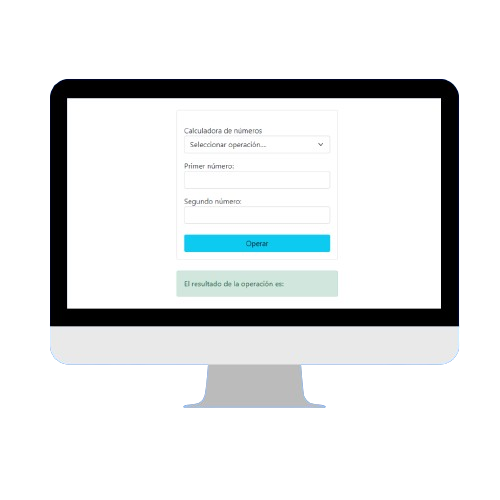 Calculadora de números
Seleccionar operación...
Primer número:
Segundo número:
Operar
El resultado de la operación es: